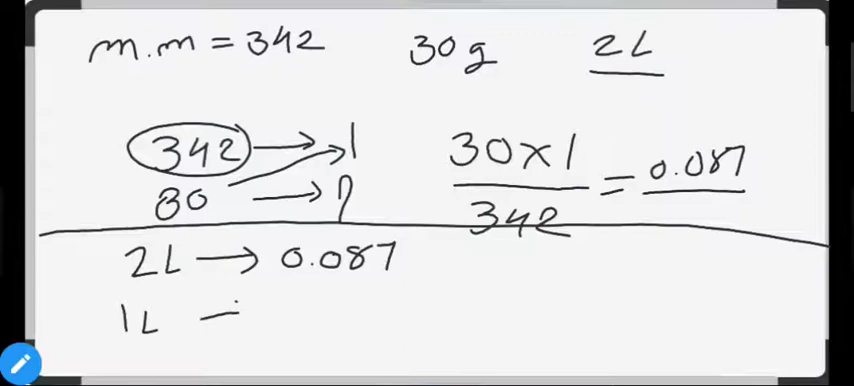 m.m = 342 30g 2L
342 → 1
30 → ?
30 x 1
342
= 0.087
2L → 0.087
1L –